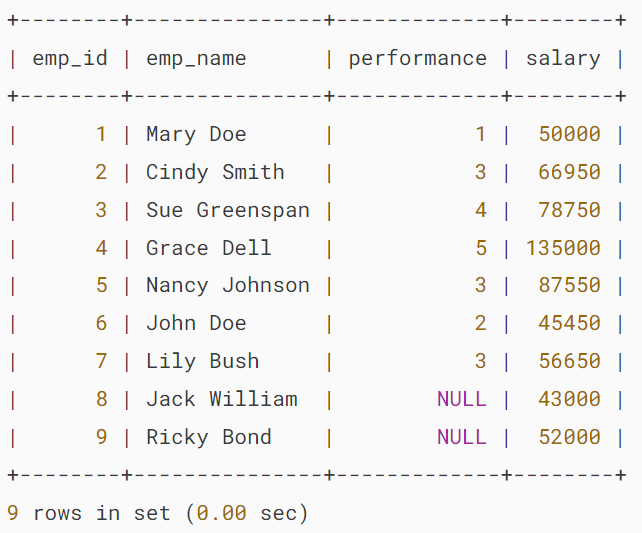 +--------+---------------+-------------+--------+
| emp_id | emp_name      | performance | salary |
+--------+---------------+-------------+--------+
|      1 | Mary Doe      |           1 |  50000 |
|      2 | Cindy Smith   |           3 |  66950 |
|      3 | Sue Greenspan |           4 |  78750 |
|      4 | Grace Dell    |           5 | 135000 |
|      5 | Nancy Johnson |           3 |  87550 |
|      6 | John Doe      |           2 |  45450 |
|      7 | Lily Bush     |           3 |  56650 |
|      8 | Jack William  |        NULL |  43000 |
|      9 | Ricky Bond    |        NULL |  52000 |
+--------+---------------+-------------+--------+
9 rows in set (0.00 sec)